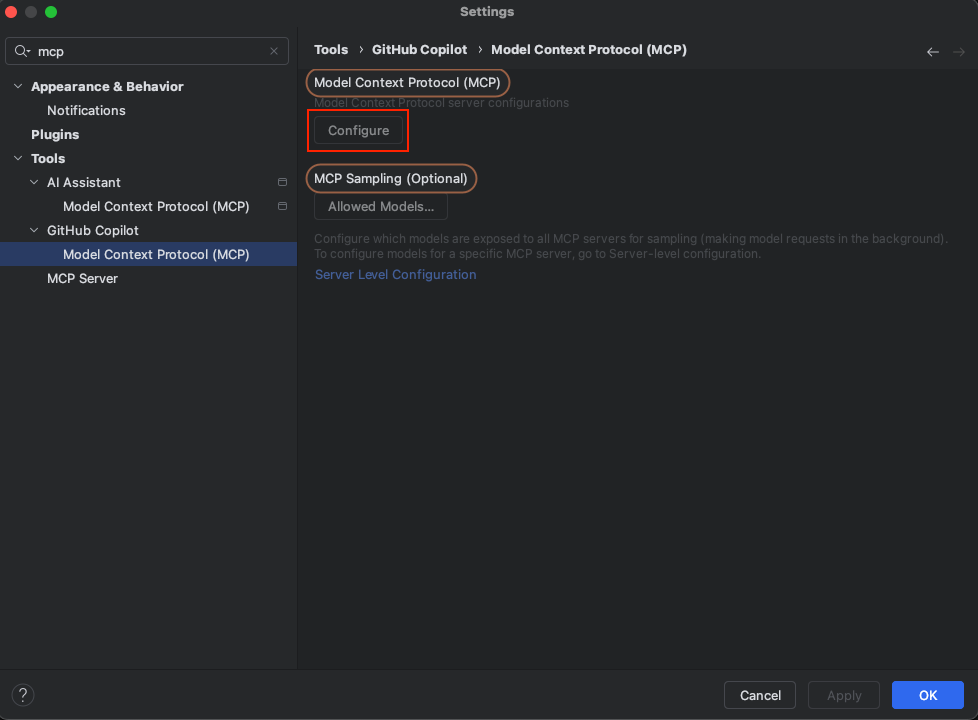 Settings
mcp
Tools › GitHub Copilot › Model Context Protocol (MCP)
Appearance & Behavior
Notifications
Plugins
Tools
AI Assistant
Model Context Protocol (MCP)
GitHub Copilot
Model Context Protocol (MCP)
MCP Server
Model Context Protocol (MCP)
Model Context Protocol server configurations
Configure
MCP Sampling (Optional)
Allowed Models...
Configure which models are exposed to all MCP servers for sampling (making model requests in the background).
To configure models for a specific MCP server, go to Server-level configuration.
Server Level Configuration
?
Cancel
Apply
OK